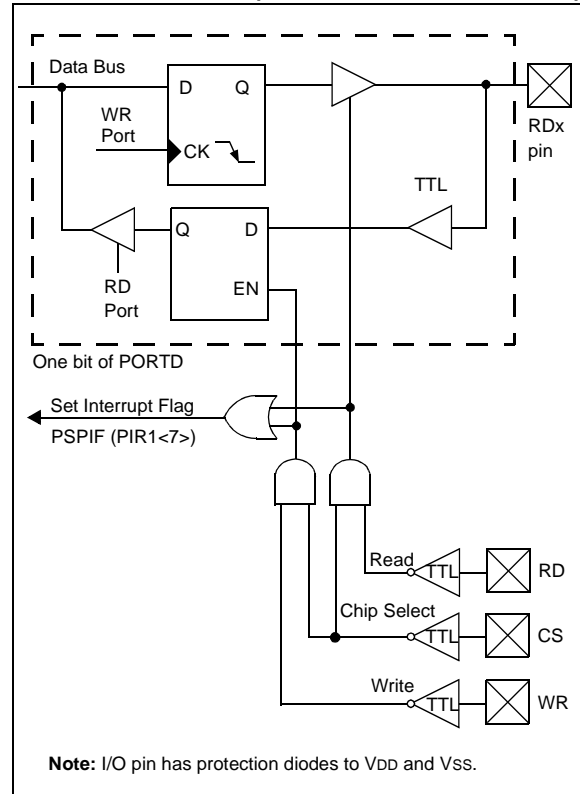 Data Bus
D Q
WR
Port
CK
RDx
pin
TTL
Q D
RD
Port
EN
One bit of PORTD
Set Interrupt Flag
PSPIF (PIR1<7>)
Read
TTL
RD
Chip Select
TTL
CS
Write
TTL
WR
Note: I/O pin has protection diodes to VDD and VSS.